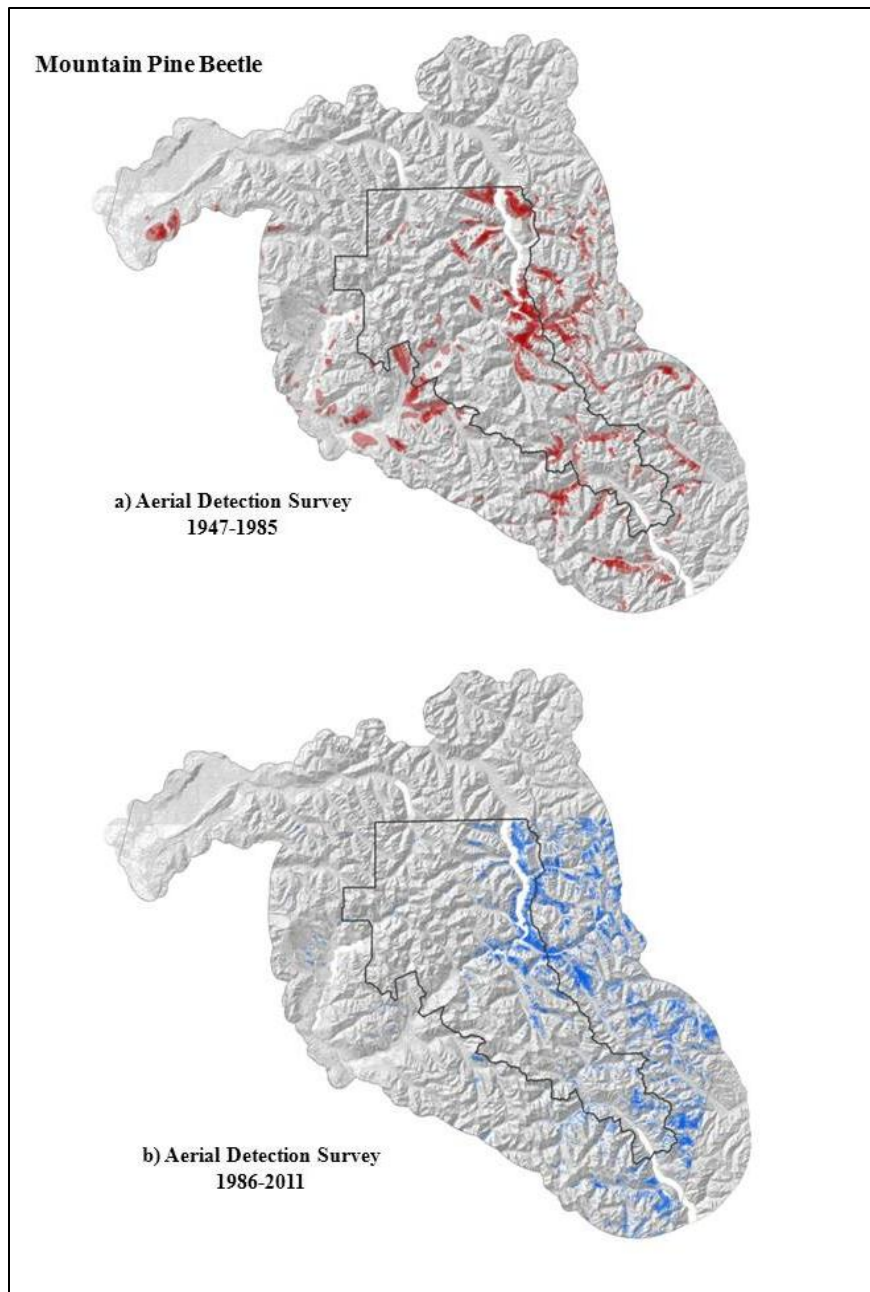 Mountain Pine Beetle
a) Aerial Detection Survey
1947-1985
b) Aerial Detection Survey
1986-2011